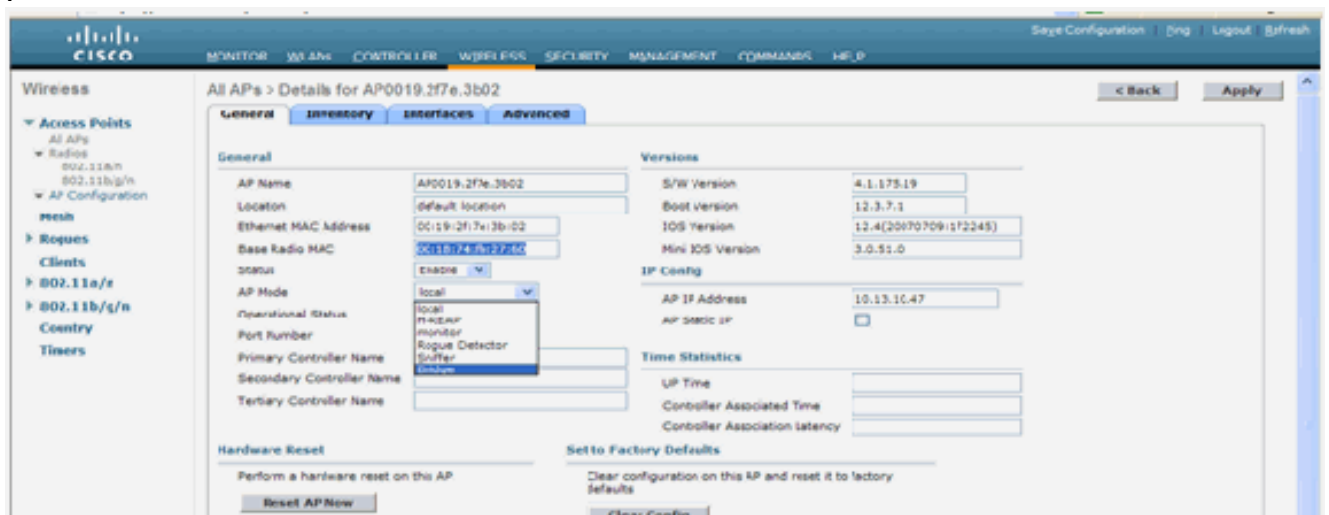 Save Configuration | Ping | Logout | Refresh
CISCO
MONITOR WLANs CONTROLLER WIRELESS SECURITY MANAGEMENT COMMANDS HELP
Wireless
All APs > Details for AP0019.2f7e.3b02
< Back
Apply
General Inventory Interfaces Advanced
Access Points
All APs
Radios
802.11a/n
802.11b/g/n
AP Configuration
Mesh
Rogues
Clients
802.11a/n
802.11b/g/n
Country
Timers
General
AP Name AP0019.2f7e.3b02
Location default location
Ethernet MAC Address 00:19:2f:7e:3b:02
Base Radio MAC
Status Enable
AP Mode local
local
H-REAP
monitor
Rogue Detector
Sniffer
Bridge
Operational Status
Port Number
Primary Controller Name
Secondary Controller Name
Tertiary Controller Name
Versions
S/W Version 4.1.175.19
Boot Version 12.3.7.1
IOS Version
Mini IOS Version 3.0.51.0
IP Config
AP IP Address 10.13.10.47
AP Static IP
Time Statistics
UP Time
Controller Associated Time
Controller Association Latency
Hardware Reset
Perform a hardware reset on this AP
Reset AP Now
Set to Factory Defaults
Clear configuration on this AP and reset it to factory
defaults
Clear Config